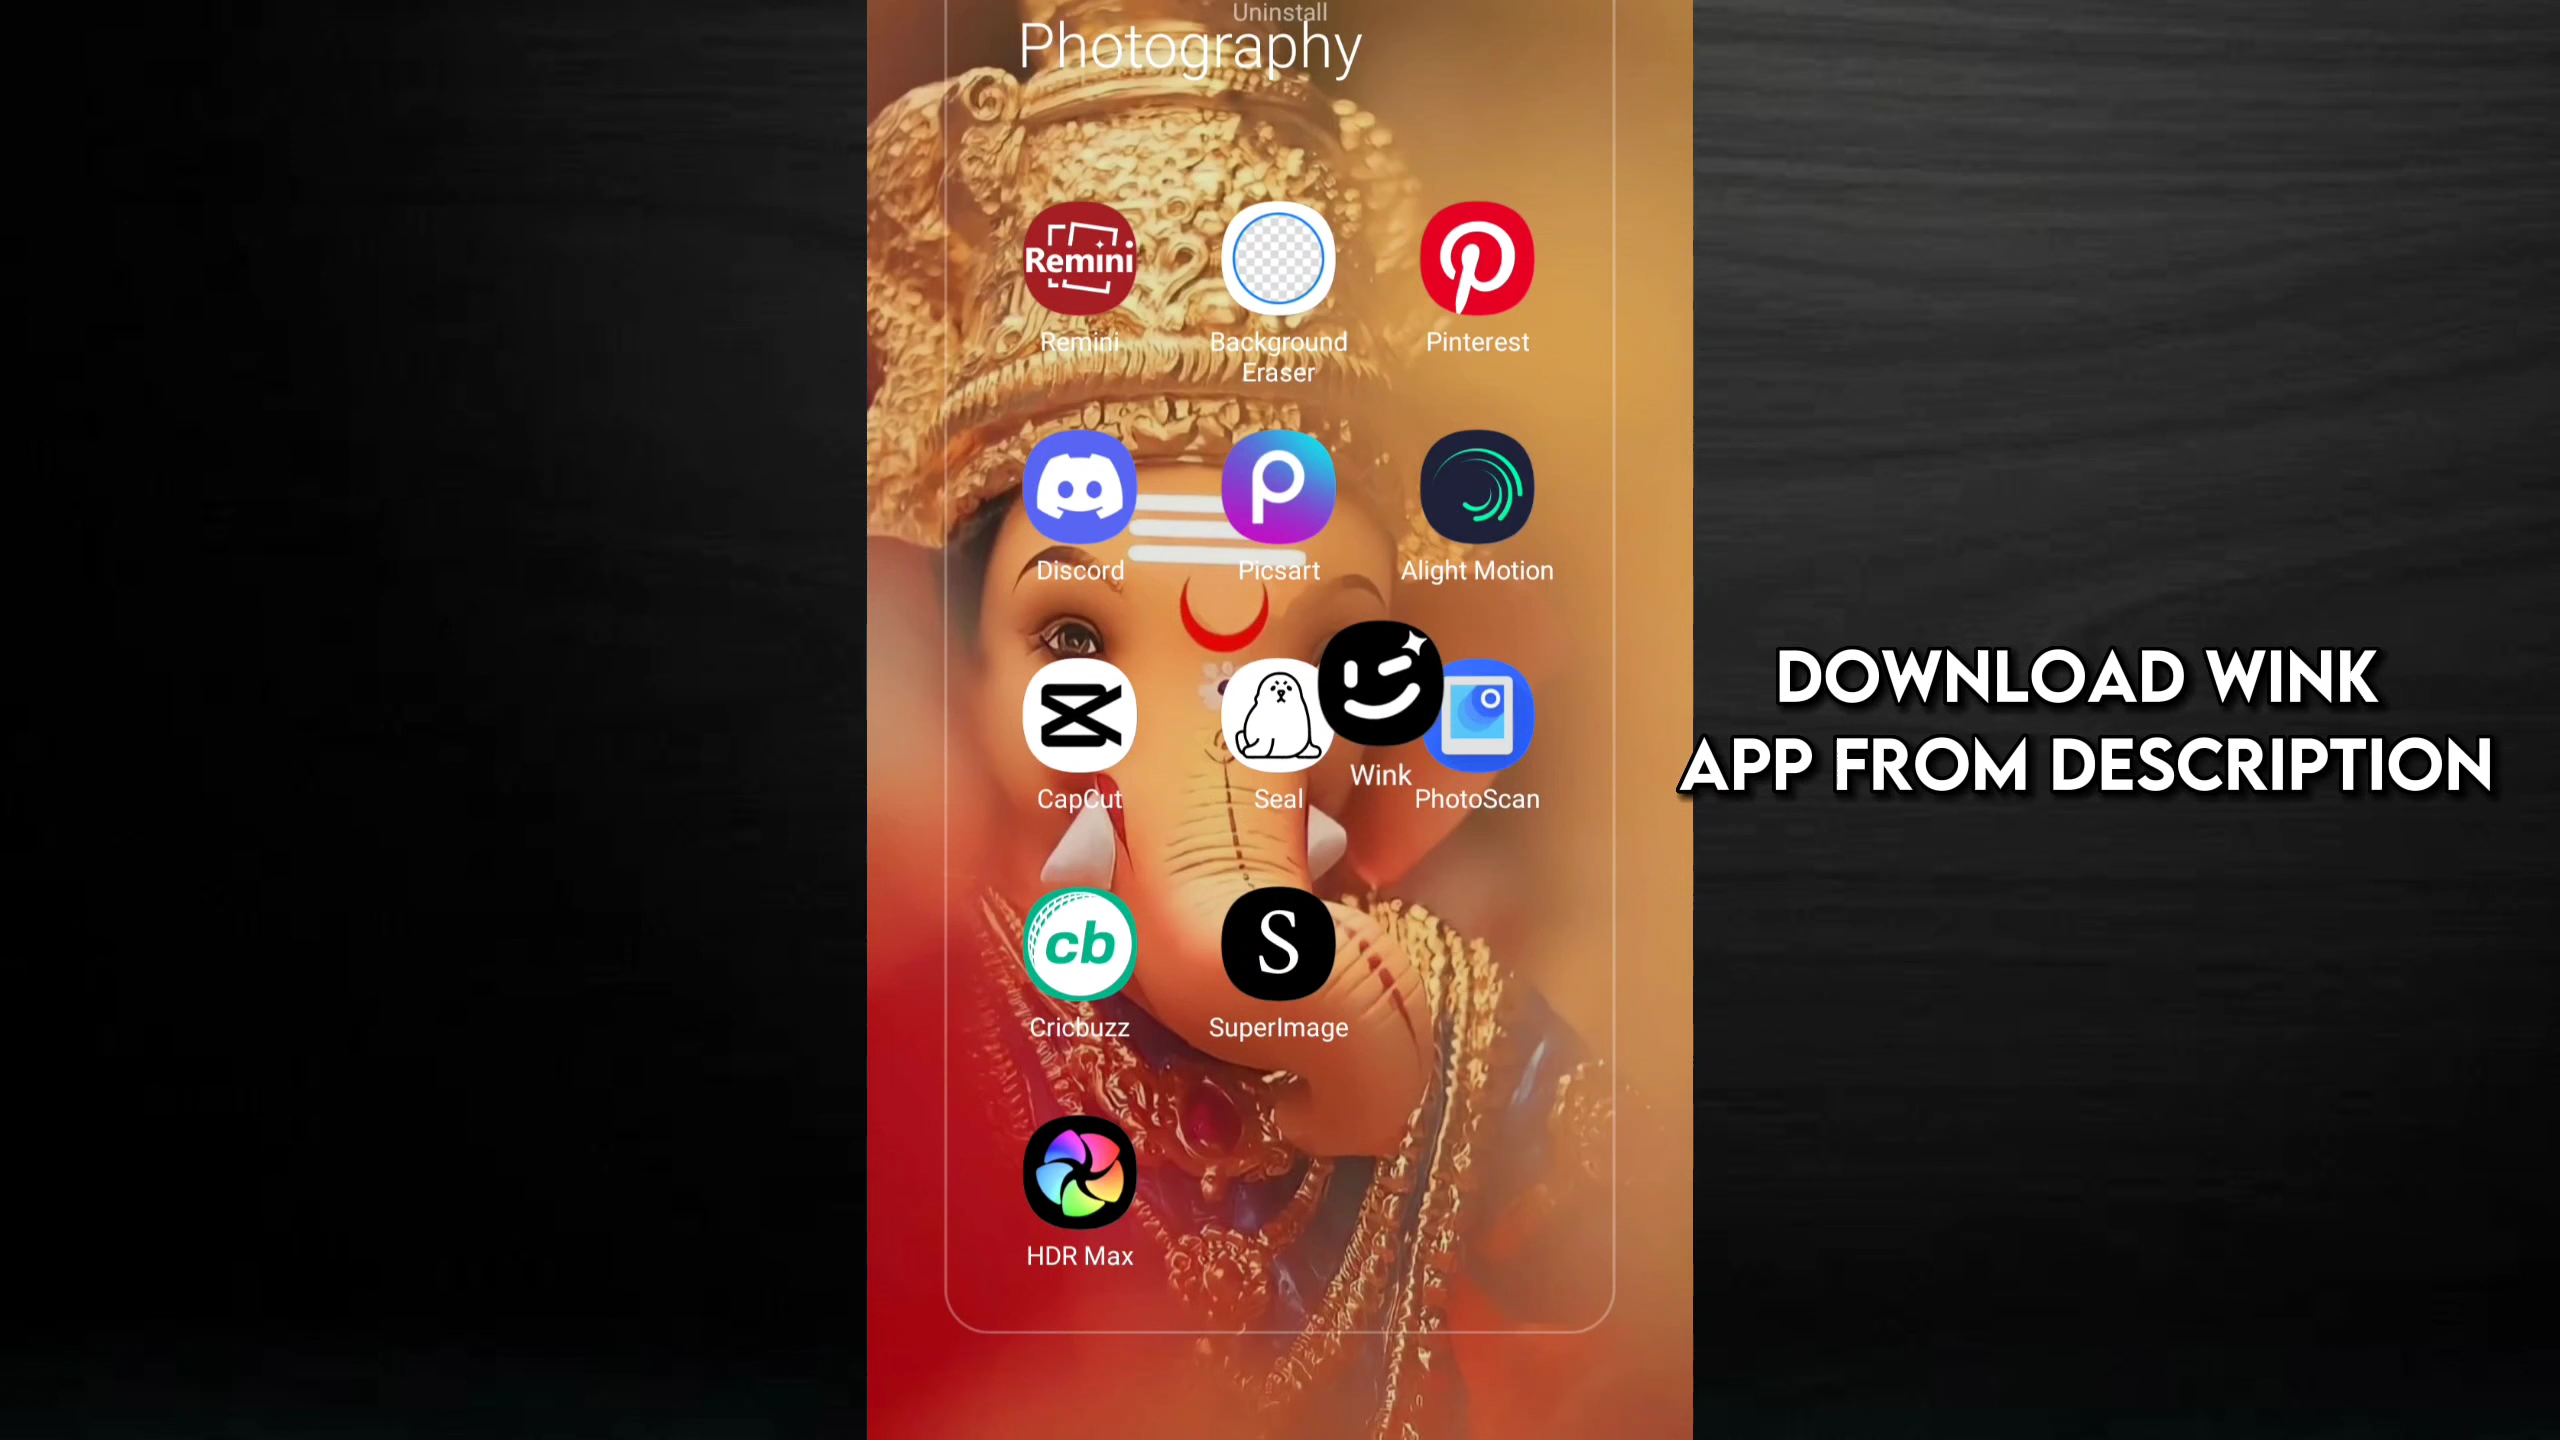 Uninstall
Photography
Remini
Remini
Background
Eraser
Pinterest
Discord
Picsart
Alight Motion
CapCut
Seal
Wink
PhotoScan
cb
Cricbuzz
S
SuperImage
HDR Max
DOWNLOAD WINK
APP FROM DESCRIPTION